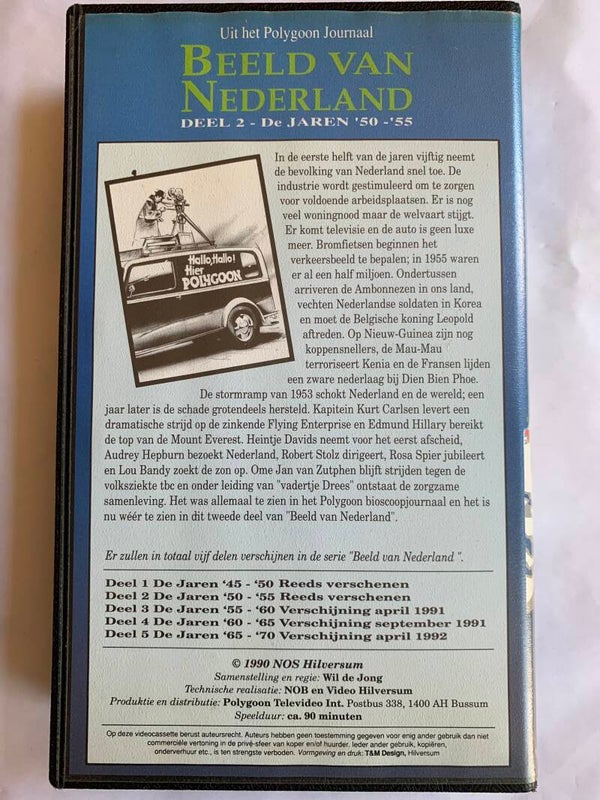 Uit het Polygoon Journaal
BEELD VAN
NEDERLAND
DEEL 2 - De JAREN '50 -'55
In de eerste helft van de jaren vijftig neemt
de bevolking van Nederland snel toe. De
industrie wordt gestimuleerd om te zorgen
voor voldoende arbeidsplaatsen. Er is nog
veel woningnood maar de welvaart stijgt.
Er komt televisie en de auto is geen luxe
meer. Bromfietsen beginnen het
verkeersbeeld te bepalen; in 1955 waren
er al een half miljoen. Ondertussen
arriveren de Ambonnezen in ons land,
vechten Nederlandse soldaten in Korea
en moet de Belgische koning Leopold
aftreden. Op Nieuw-Guinea zijn nog
koppensnellers, de Mau-Mau
terroriseert Kenia en de Fransen lijden
een zware nederlaag bij Dien Bien Phoe.
De stormramp van 1953 schokt Nederland en de wereld; een
jaar later is de schade grotendeels hersteld. Kapitein Kurt Carlsen levert een
dramatische strijd op de zinkende Flying Enterprise en Edmund Hillary bereikt
de top van de Mount Everest. Heintje Davids neemt voor het eerst afscheid,
Audrey Hepburn bezoekt Nederland, Robert Stolz dirigeert, Rosa Spier jubileert
en Lou Bandy zoekt de zon op. Ome Jan van Zutphen blijft strijden tegen de
volksziekte tbc en onder leiding van "vadertje Drees" ontstaat de zorgzame
samenleving. Het was allemaal te zien in het Polygoon bioscoopjournaal en het is
nu wéér te zien in dit tweede deel van "Beeld van Nederland".
Hallo, Hallo!
Hier
POLYGOON
Er zullen in totaal vijf delen verschijnen in de serie "Beeld van Nederland ".
Deel 1 De Jaren '45 - '50 Reeds verschenen
Deel 2 De Jaren '50 - '55 Reeds verschenen
Deel 3 De Jaren '55 - '60 Verschijning april 1991
Deel 4 De Jaren '60 - '65 Verschijning september 1991
Deel 5 De Jaren '65 - '70 Verschijning april 1992
© 1990 NOS Hilversum
Samenstelling en regie: Wil de Jong
Technische realisatie: NOB en Video Hilversum
Produktie en distributie: Polygoon Televideo Int. Postbus 338, 1400 AH Bussum
Speelduur: ca. 90 minuten
Op deze videocassette berust auteursrecht. Auteurs hebben geen toestemming gegeven voor enig ander gebruik dan niet
commerciële vertoning in de privé-sfeer van koper en/of huurder. Ieder ander gebruik, kopiëren,
onderverhuur etc., is ten strengste verboden. Vormgeving en druk: T&M Design, Hilversum